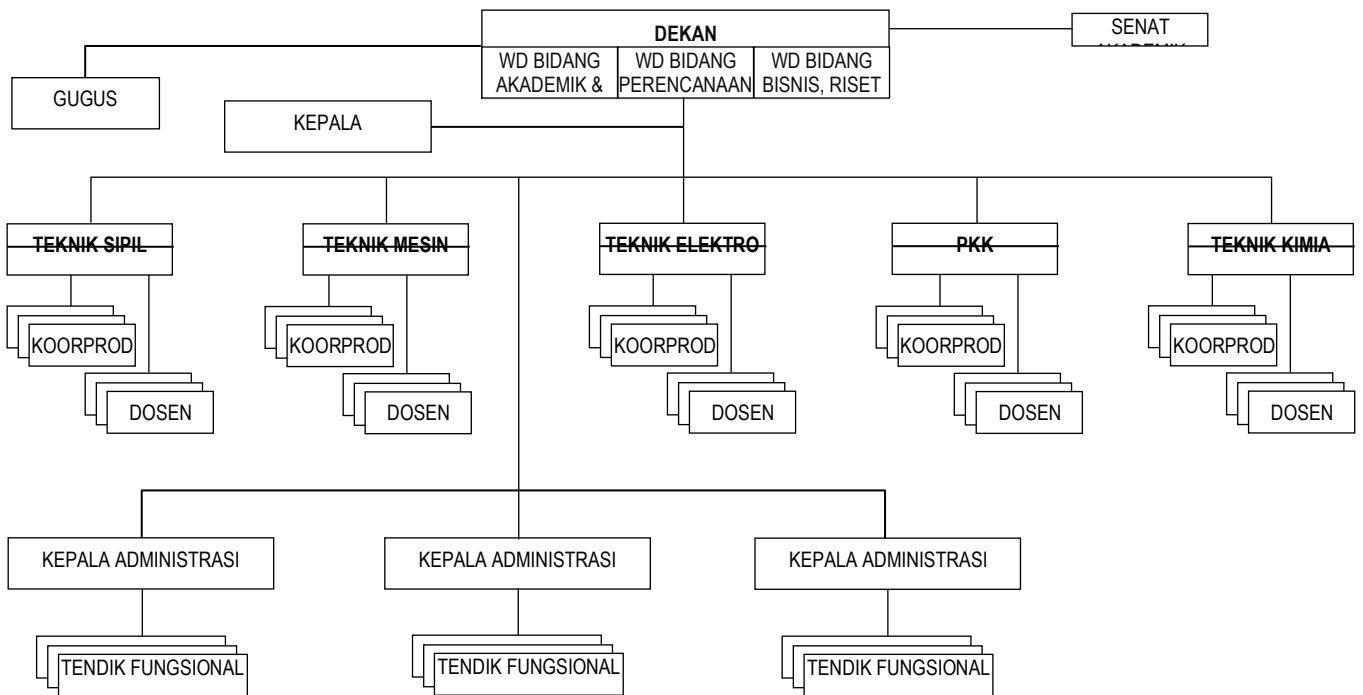 DEKAN
SENAT
AKADEMIK
WD BIDANG
AKADEMIK &
WD BIDANG
PERENCANAAN
WD BIDANG
BISNIS, RISET
GUGUS
KEPALA
TEKNIK SIPIL
TEKNIK MESIN
TEKNIK ELEKTRO
PKK
TEKNIK KIMIA
KOORPROD
KOORPROD
KOORPROD
KOORPROD
KOORPROD
DOSEN
DOSEN
DOSEN
DOSEN
DOSEN
KEPALA ADMINISTRASI
KEPALA ADMINISTRASI
KEPALA ADMINISTRASI
TENDIK FUNGSIONAL
TENDIK FUNGSIONAL
TENDIK FUNGSIONAL